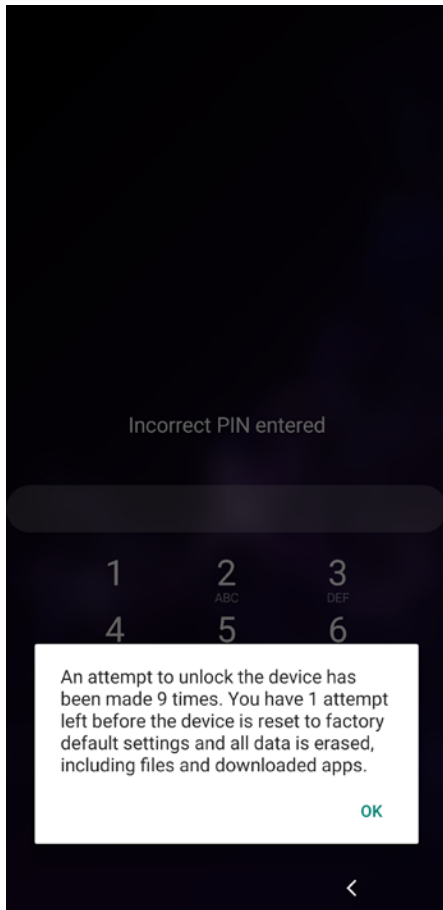 Incorrect PIN entered
1 2 3
ABC DEF
4 5 6
An attempt to unlock the device has
been made 9 times. You have 1 attempt
left before the device is reset to factory
default settings and all data is erased,
including files and downloaded apps.
OK